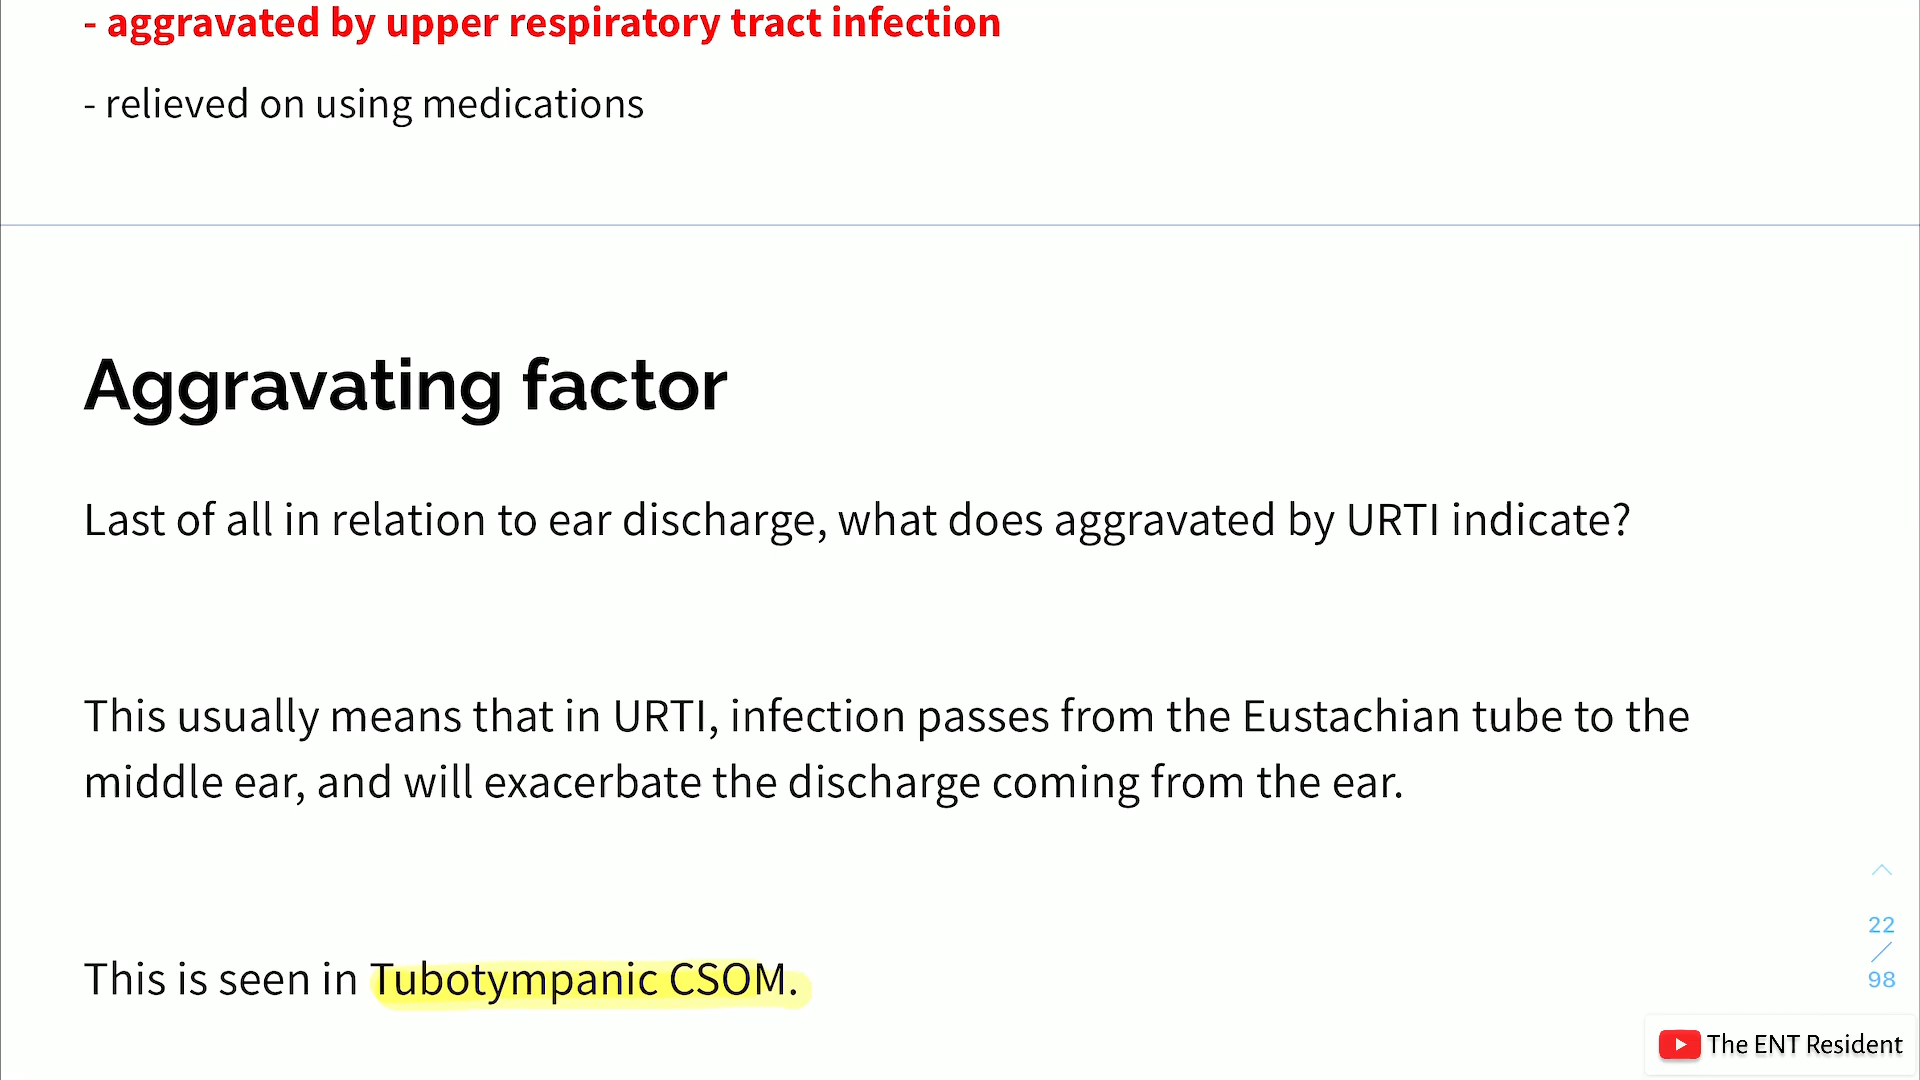 - aggravated by upper respiratory tract infection
- relieved on using medications
Aggravating factor
Last of all in relation to ear discharge, what does aggravated by URTI indicate?
This usually means that in URTI, infection passes from the Eustachian tube to the
middle ear, and will exacerbate the discharge coming from the ear.
This is seen in Tubotympanic CSOM.
22
/
98
The ENT Resident